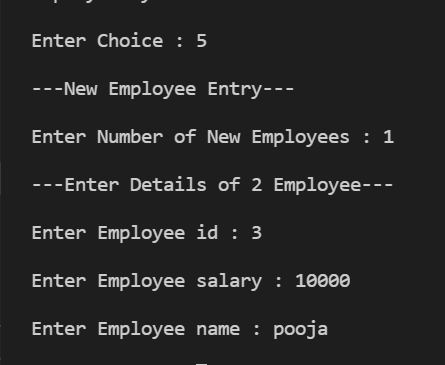 Enter Choice : 5
---New Employee Entry---
Enter Number of New Employees : 1
---Enter Details of 2 Employee---
Enter Employee id : 3
Enter Employee salary : 10000
Enter Employee name : pooja